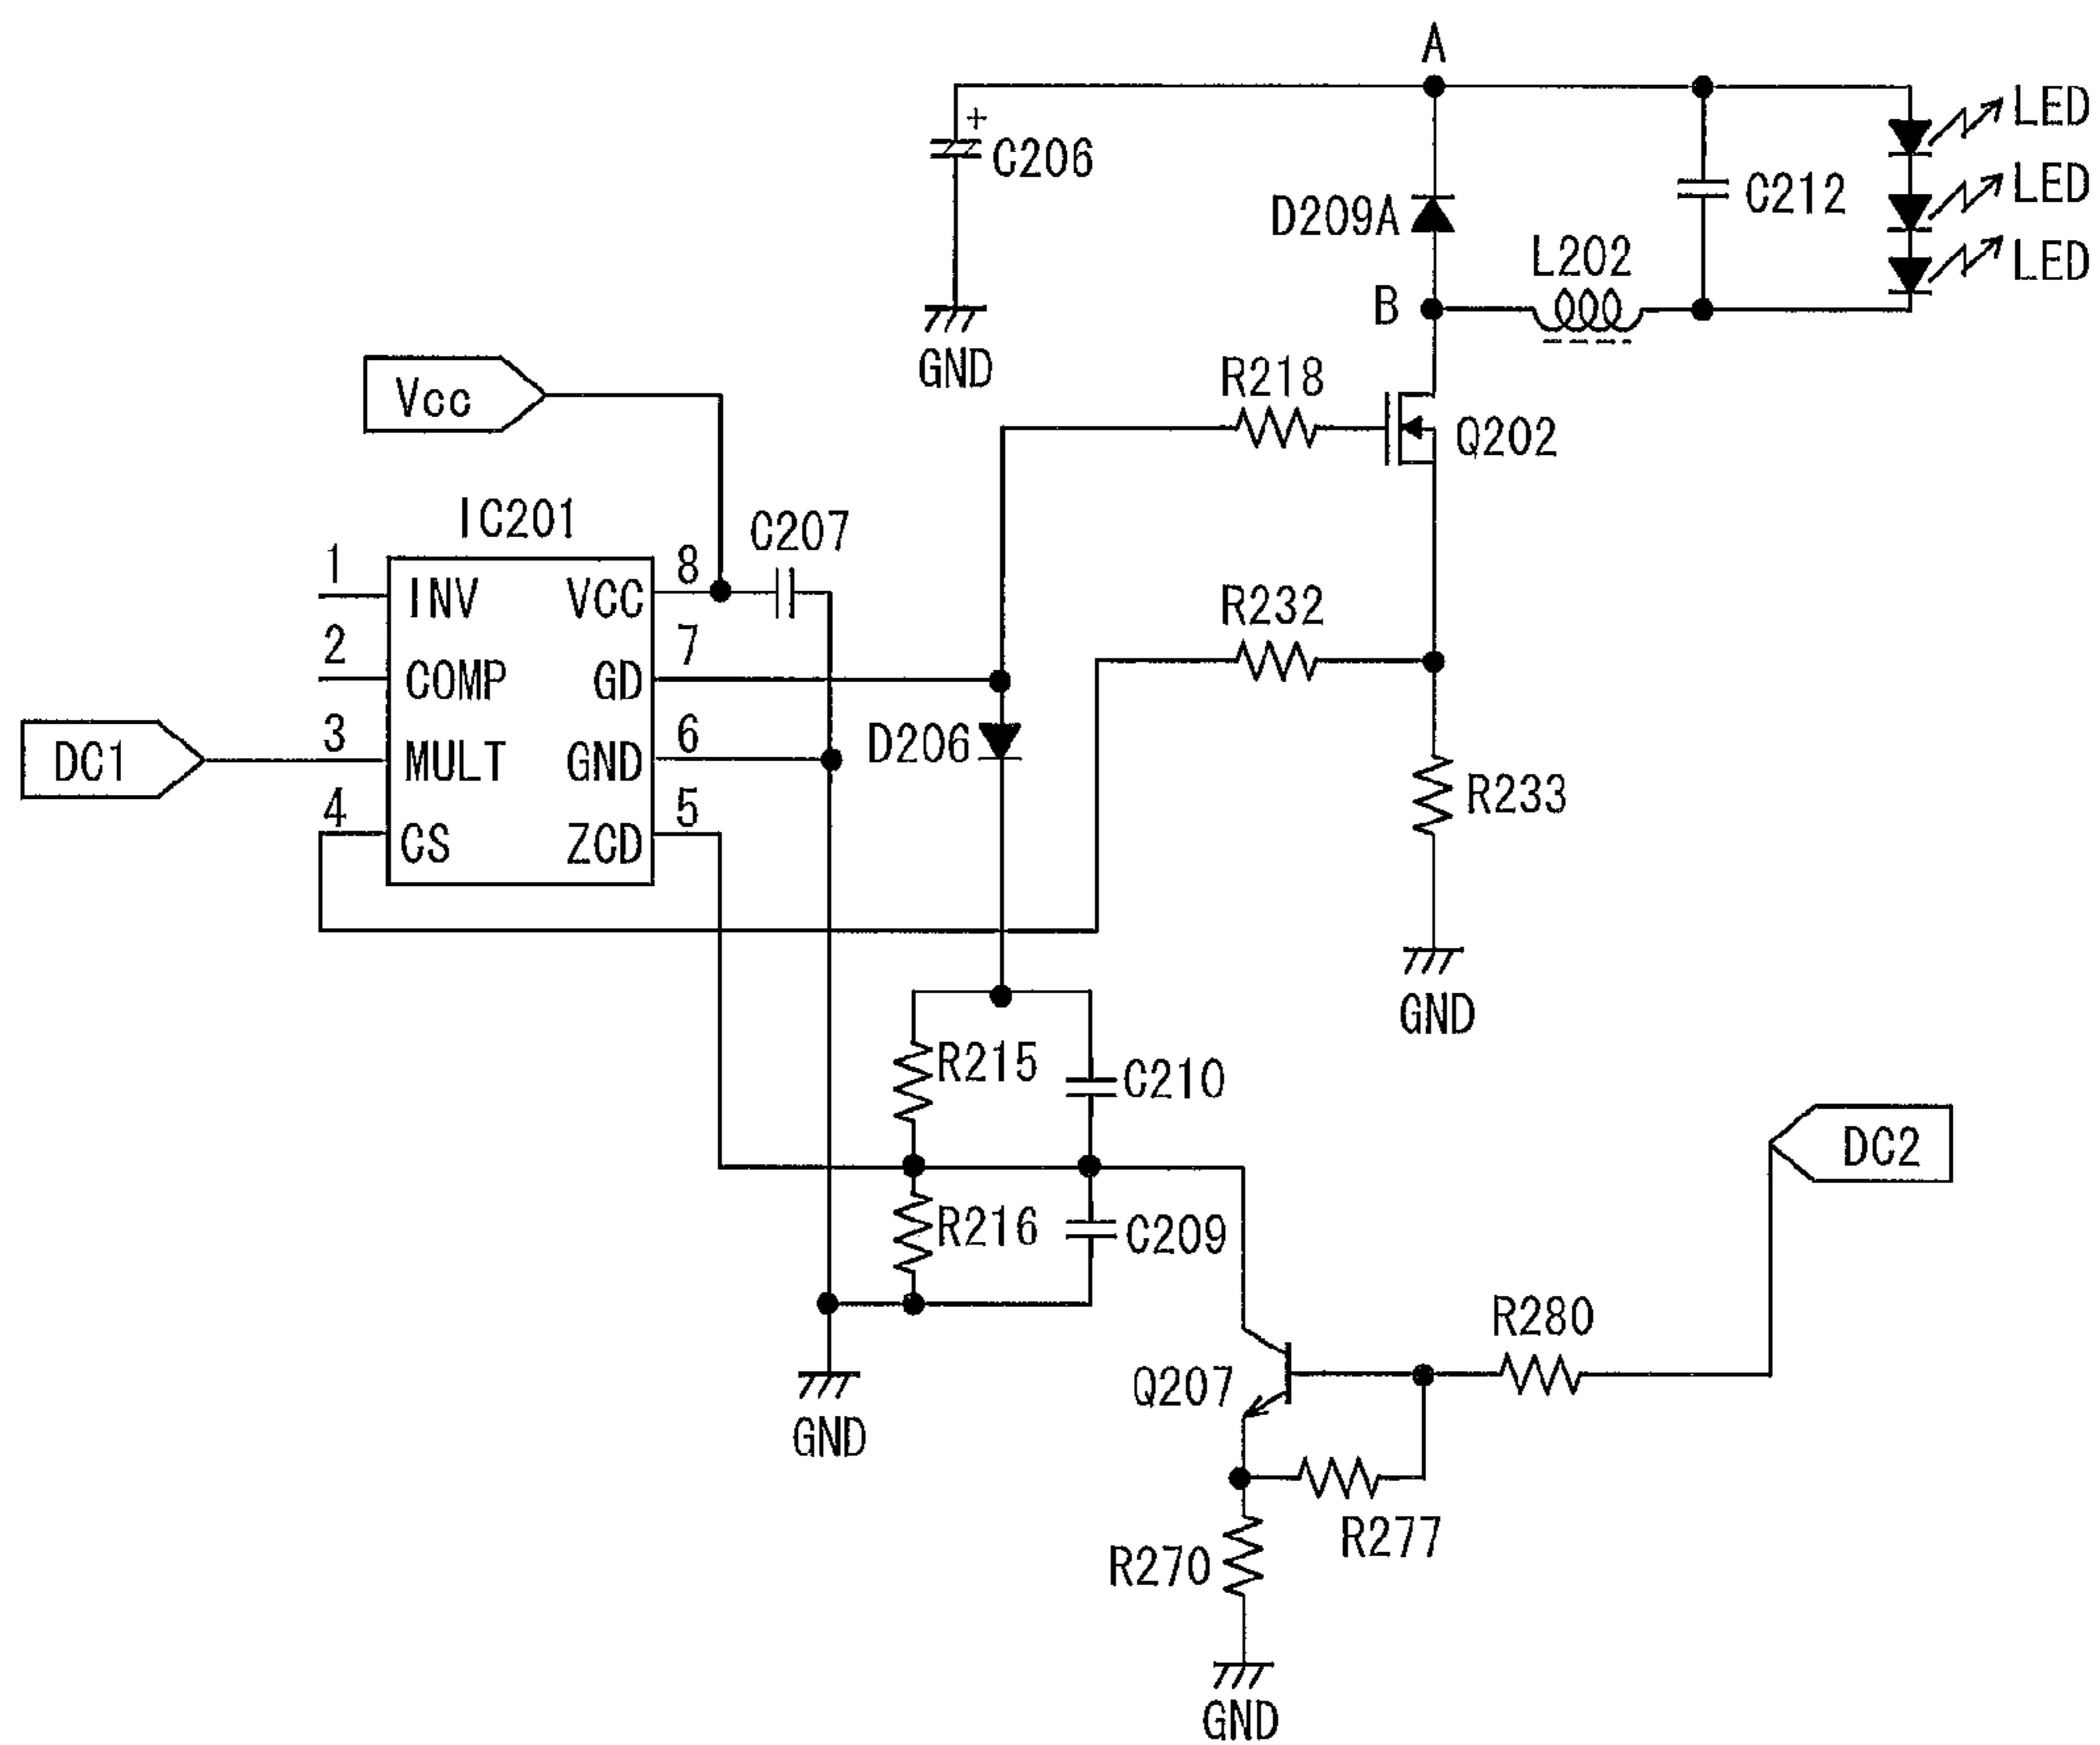 A
+
C206
LED
D209A
C212
LED
L202
LED
B
GND
R218
Vcc
Q202
IC201
C207
1
INV
VCC
8
R232
2
COMP
GD
7
DC1
3
MULT
GND
6
D206
R233
4
CS
ZCD
5
GND
R215
C210
DC2
R216
C209
R280
Q207
GND
R277
R270
GND